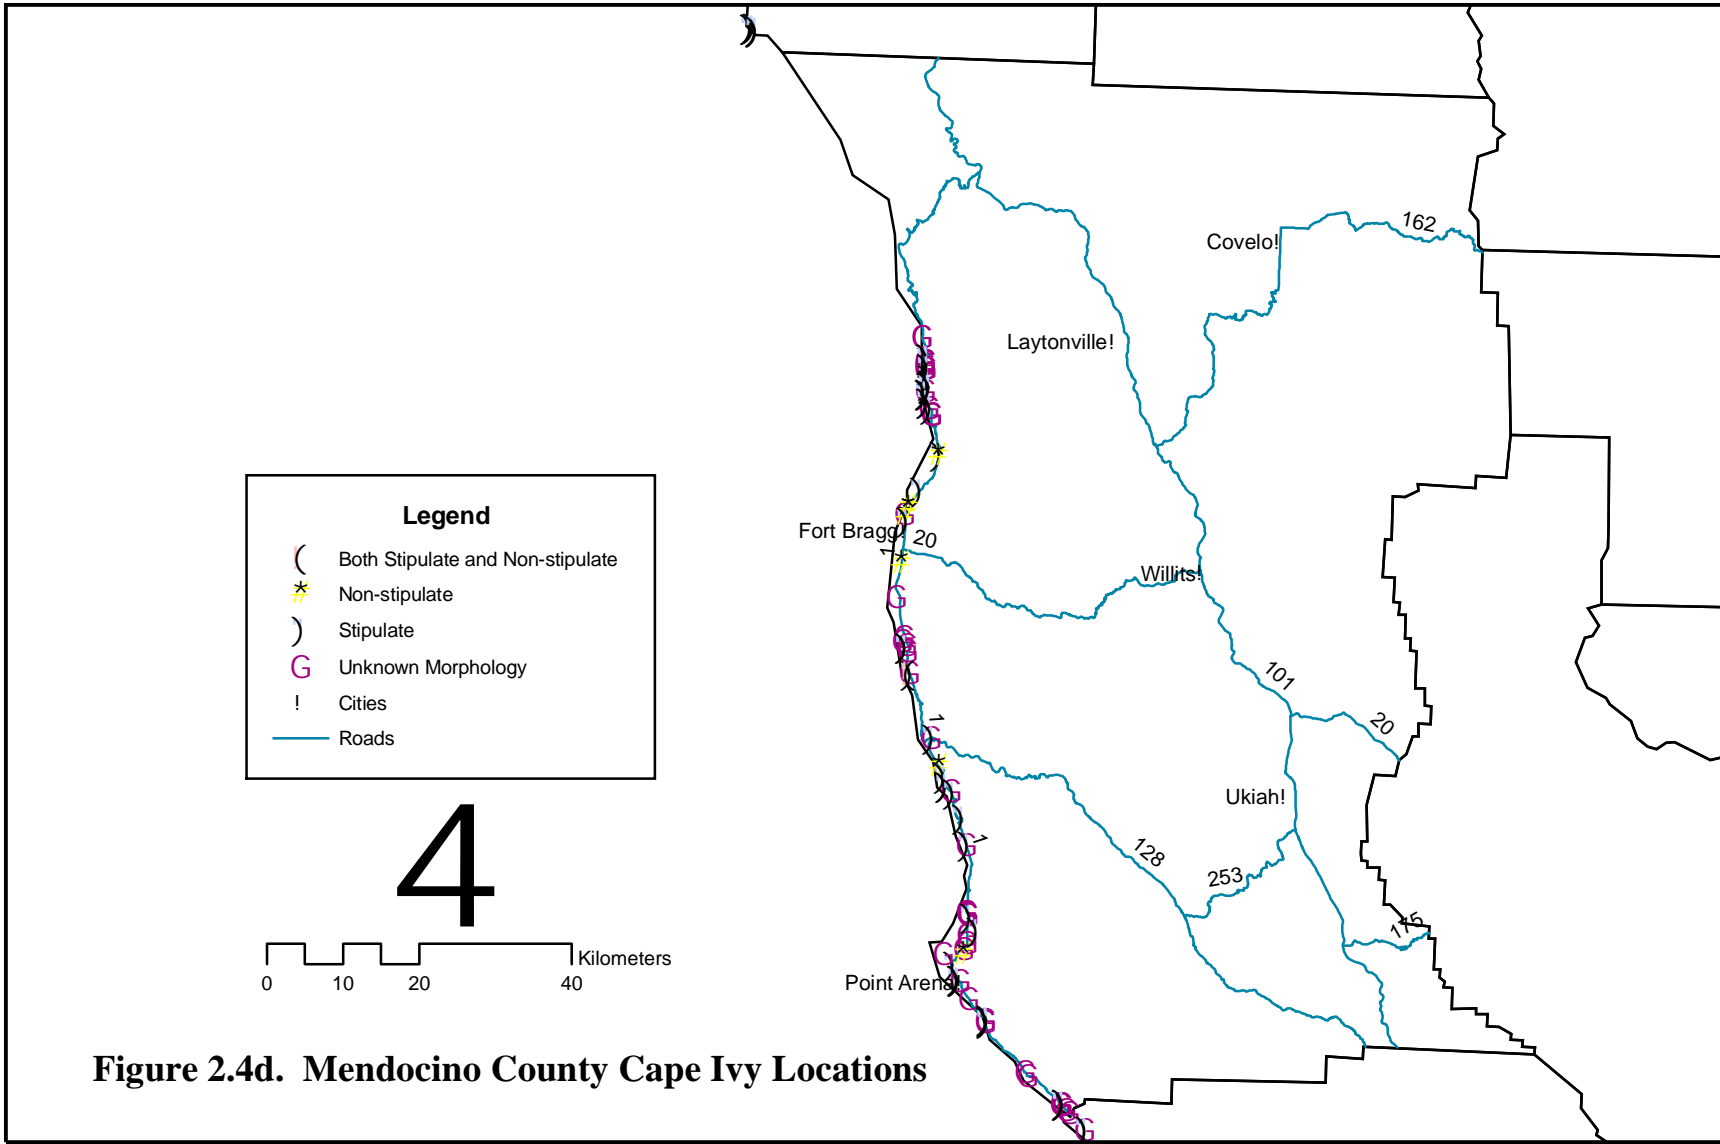 162
Covelo!
Laytonville!
Legend
( Both Stipulate and Non-stipulate
* # Non-stipulate
) Stipulate
G Unknown Morphology
! Cities
Roads
Fort Bragg!
20
1
Willits!
101
20
1
Ukiah!
1
128
253
175
4
Kilometers
0 10 20 40
Point Arena!
Figure 2.4d. Mendocino County Cape Ivy Locations